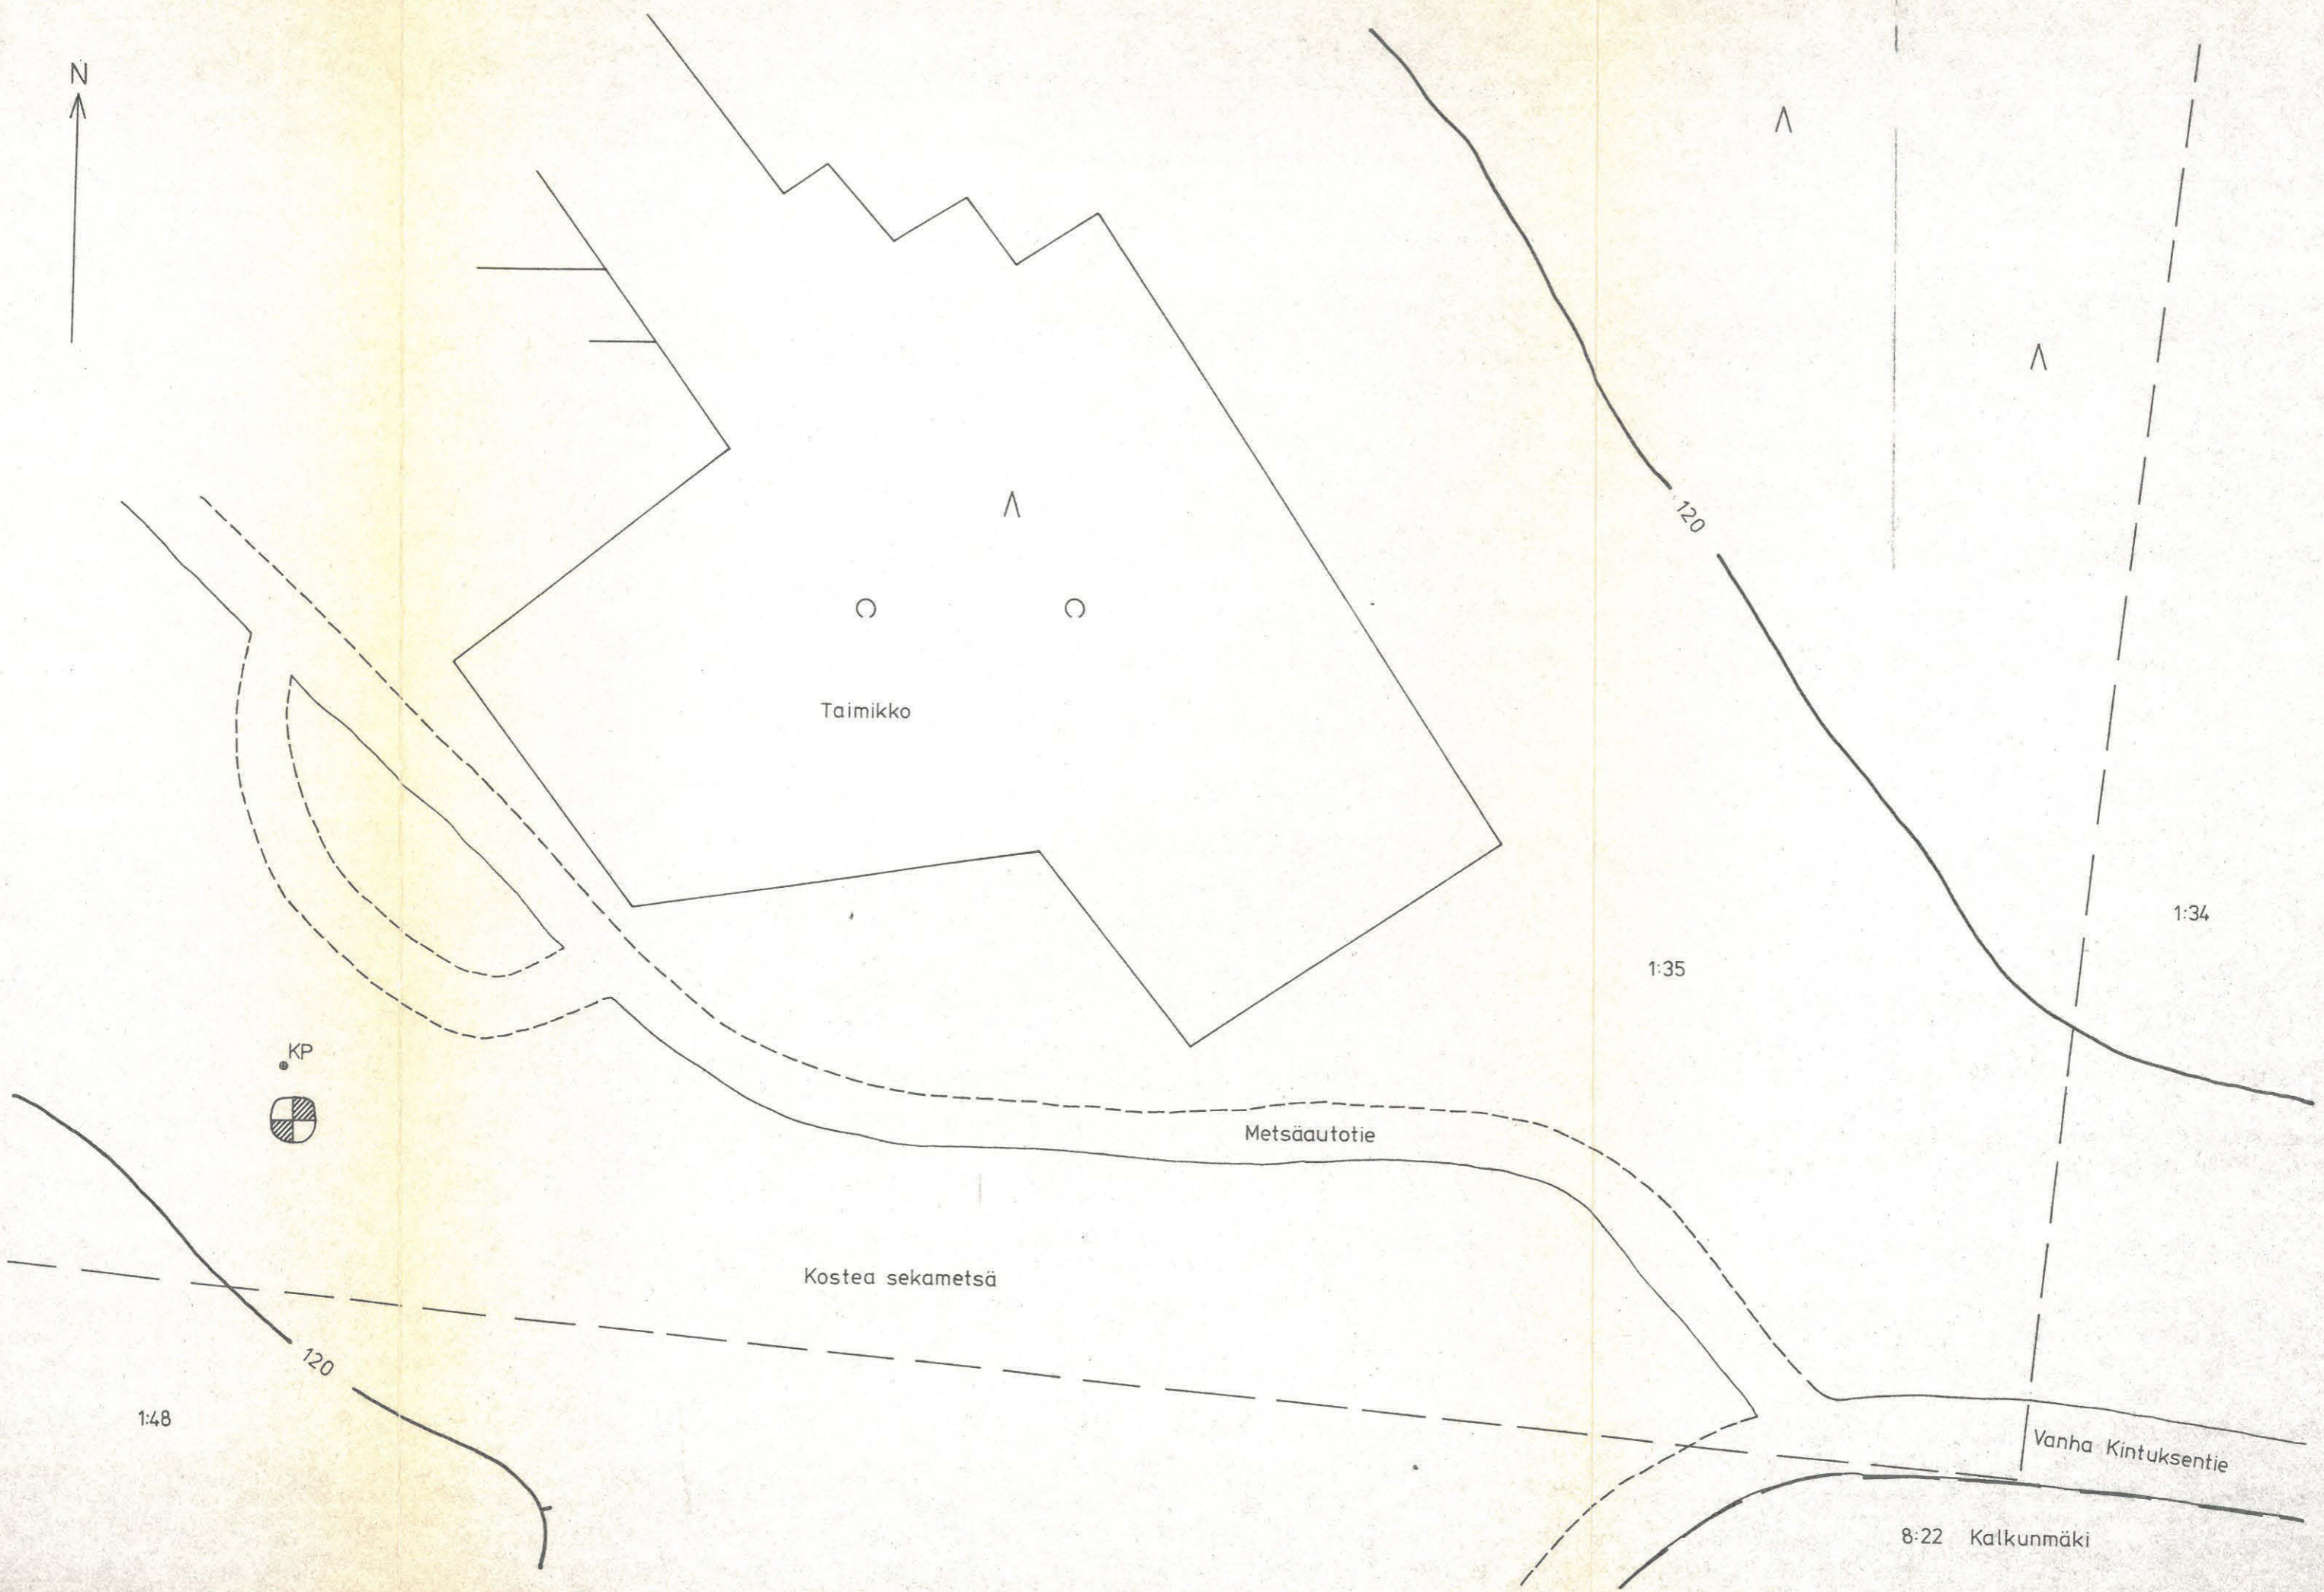 N
120
Taimikko
1:34
1:35
KP
Metsäautotie
Kostea sekametsä
120
1:48
Vanha Kintuksentie
8:22 Kalkunmäki